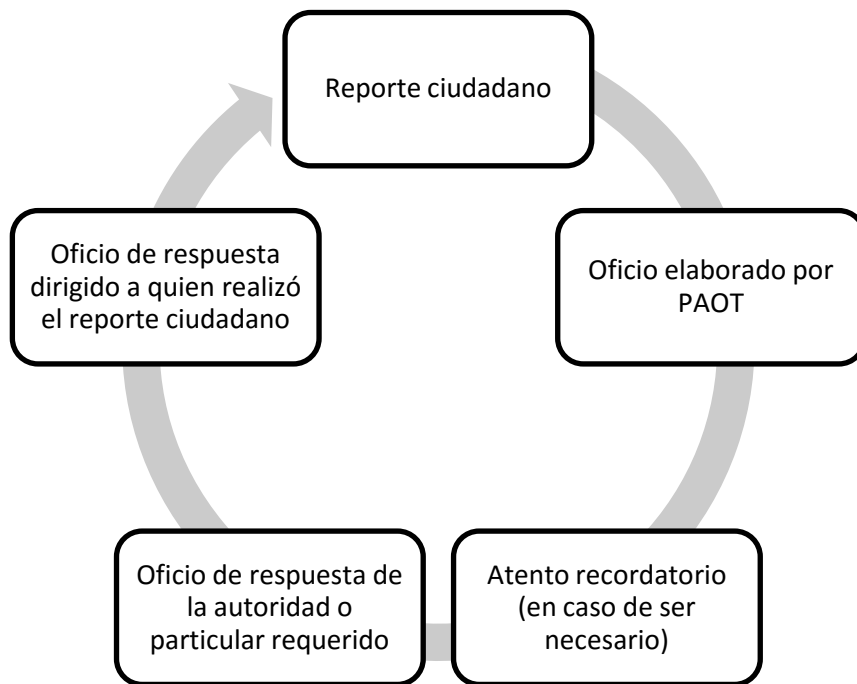 Reporte ciudadano
Oficio elaborado por
PAOT
Atento recordatorio
(en caso de ser
necesario)
Oficio de respuesta de
la autoridad o
particular requerido
Oficio de respuesta
dirigido a quien realizó
el reporte ciudadano